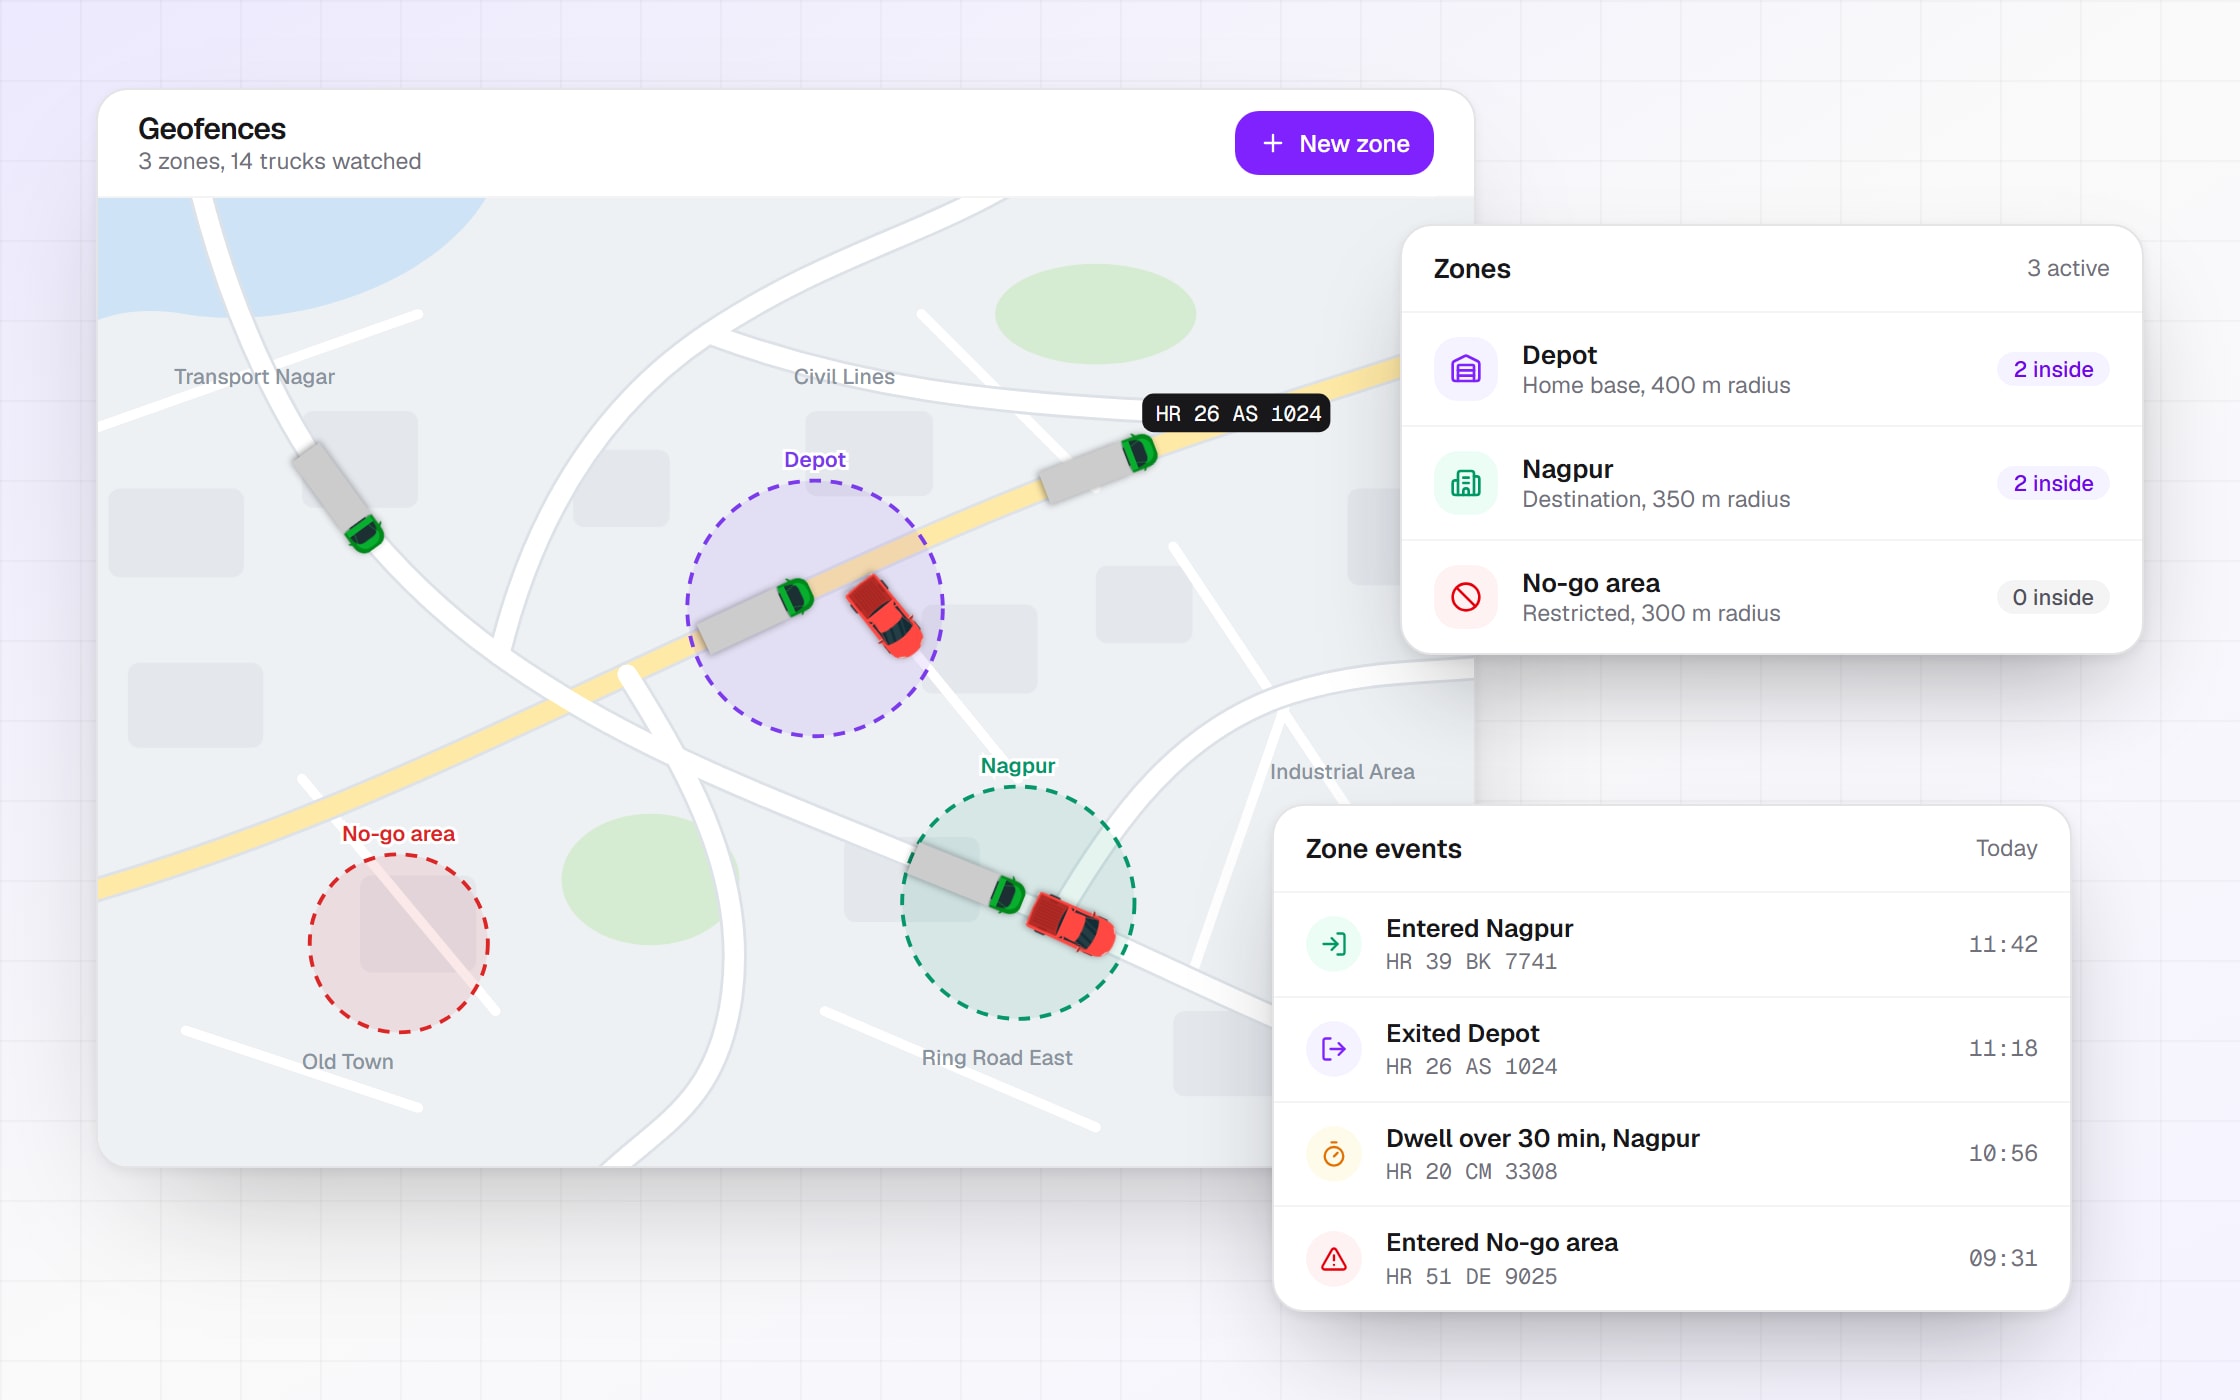 Geofences
3 zones, 14 trucks watched
New zone
Transport Nagar
Civil Lines
HR 26 AS 1024
Depot
Nagpur
Industrial Area
No-go area
Old Town
Ring Road East
Zones
3 active
Depot
Home base, 400 m radius
2 inside
Nagpur
Destination, 350 m radius
2 inside
No-go area
Restricted, 300 m radius
0 inside
Zone events
Today
Entered Nagpur
HR 39 BK 7741
11:42
Exited Depot
HR 26 AS 1024
11:18
Dwell over 30 min, Nagpur
HR 20 CM 3308
10:56
Entered No-go area
HR 51 DE 9025
09:31